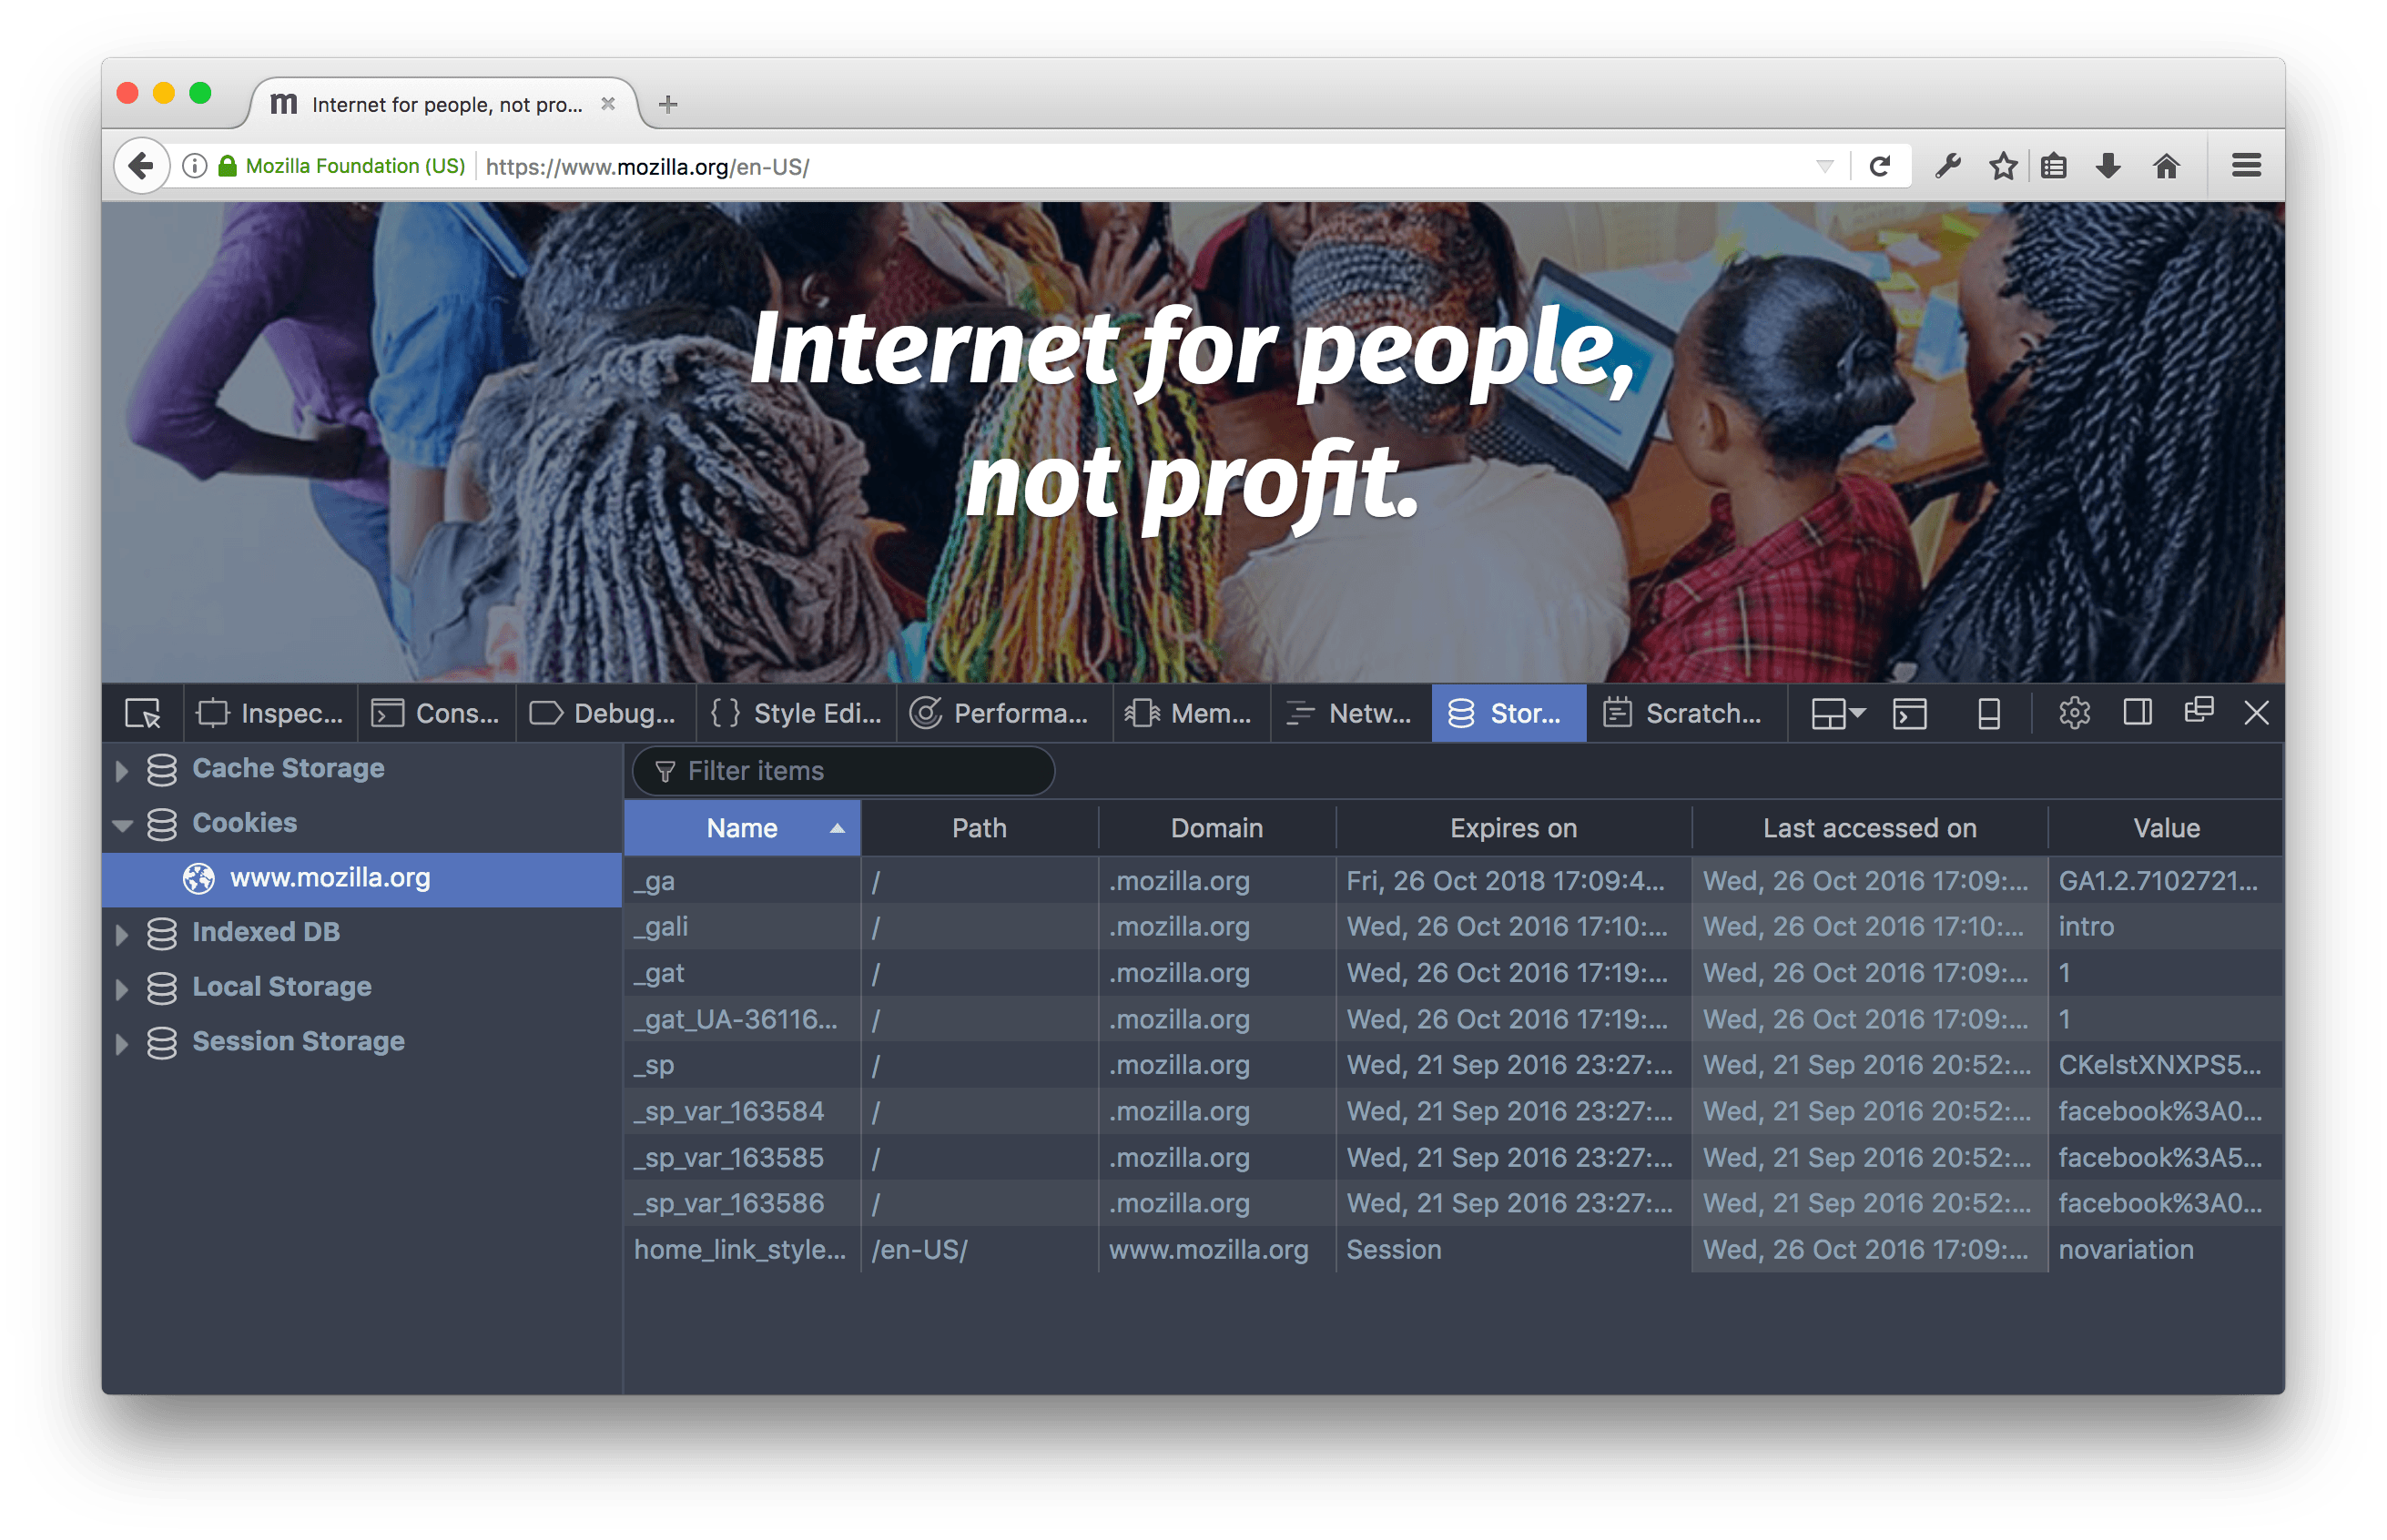 m Internet for people, not pro...
Mozilla Foundation (US) https://www.mozilla.org/en-US/
Internet for people,
not profit.
Inspec... Cons... Debug... { } Style Edi... Performa... Mem... Netw... Stor... Scratch...
Cache Storage
Cookies
www.mozilla.org
Indexed DB
Local Storage
Session Storage
Filter items
Name Path Domain Expires on Last accessed on Value
_ga / .mozilla.org Fri, 26 Oct 2018 17:09:4... Wed, 26 Oct 2016 17:09:... GA1.2.7102721...
_gali / .mozilla.org Wed, 26 Oct 2016 17:10:... Wed, 26 Oct 2016 17:10:... intro
_gat / .mozilla.org Wed, 26 Oct 2016 17:19:... Wed, 26 Oct 2016 17:09:... 1
_gat_UA-36116... / .mozilla.org Wed, 26 Oct 2016 17:19:... Wed, 26 Oct 2016 17:09:... 1
_sp / .mozilla.org Wed, 21 Sep 2016 23:27:... Wed, 21 Sep 2016 20:52:... CKelstXNXPS5...
_sp_var_163584 / .mozilla.org Wed, 21 Sep 2016 23:27:... Wed, 21 Sep 2016 20:52:... facebook%3A0...
_sp_var_163585 / .mozilla.org Wed, 21 Sep 2016 23:27:... Wed, 21 Sep 2016 20:52:... facebook%3A5...
_sp_var_163586 / .mozilla.org Wed, 21 Sep 2016 23:27:... Wed, 21 Sep 2016 20:52:... facebook%3A0...
home_link_style... /en-US/ www.mozilla.org Session Wed, 26 Oct 2016 17:09:... novariation